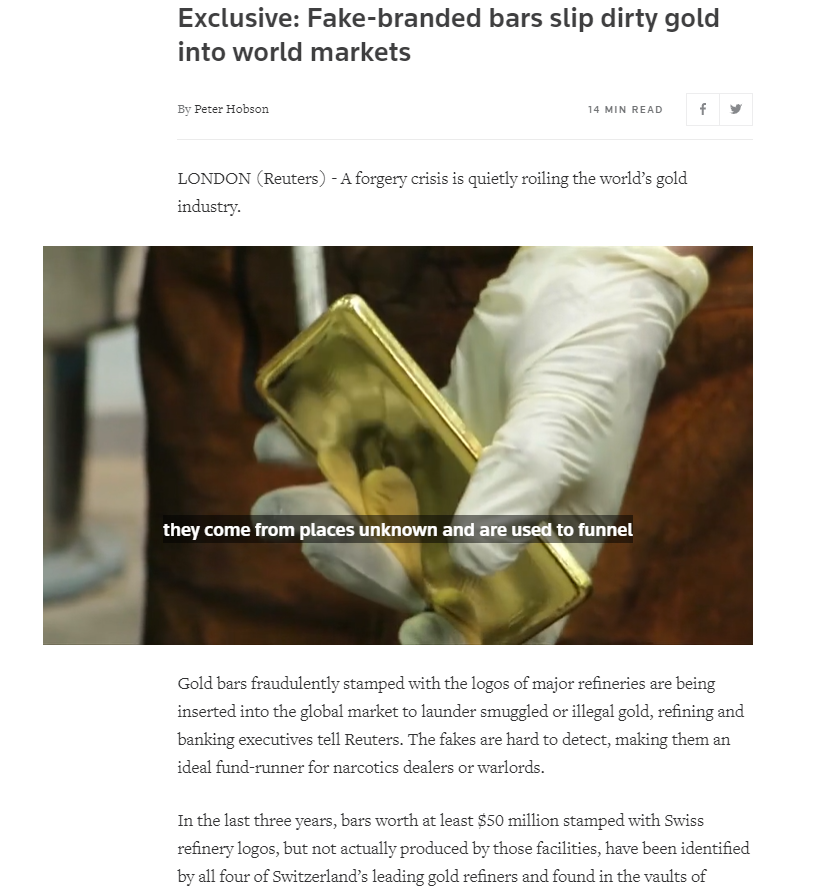 Exclusive: Fake-branded bars slip dirty gold
into world markets
By Peter Hobson
14 MIN READ
LONDON (Reuters) - A forgery crisis is quietly roiling the world’s gold
industry.
they come from places unknown and are used to funnel
Gold bars fraudulently stamped with the logos of major refineries are being
inserted into the global market to launder smuggled or illegal gold, refining and
banking executives tell Reuters. The fakes are hard to detect, making them an
ideal fund-runner for narcotics dealers or warlords.
In the last three years, bars worth at least $50 million stamped with Swiss
refinery logos, but not actually produced by those facilities, have been identified
by all four of Switzerland’s leading gold refiners and found in the vaults of